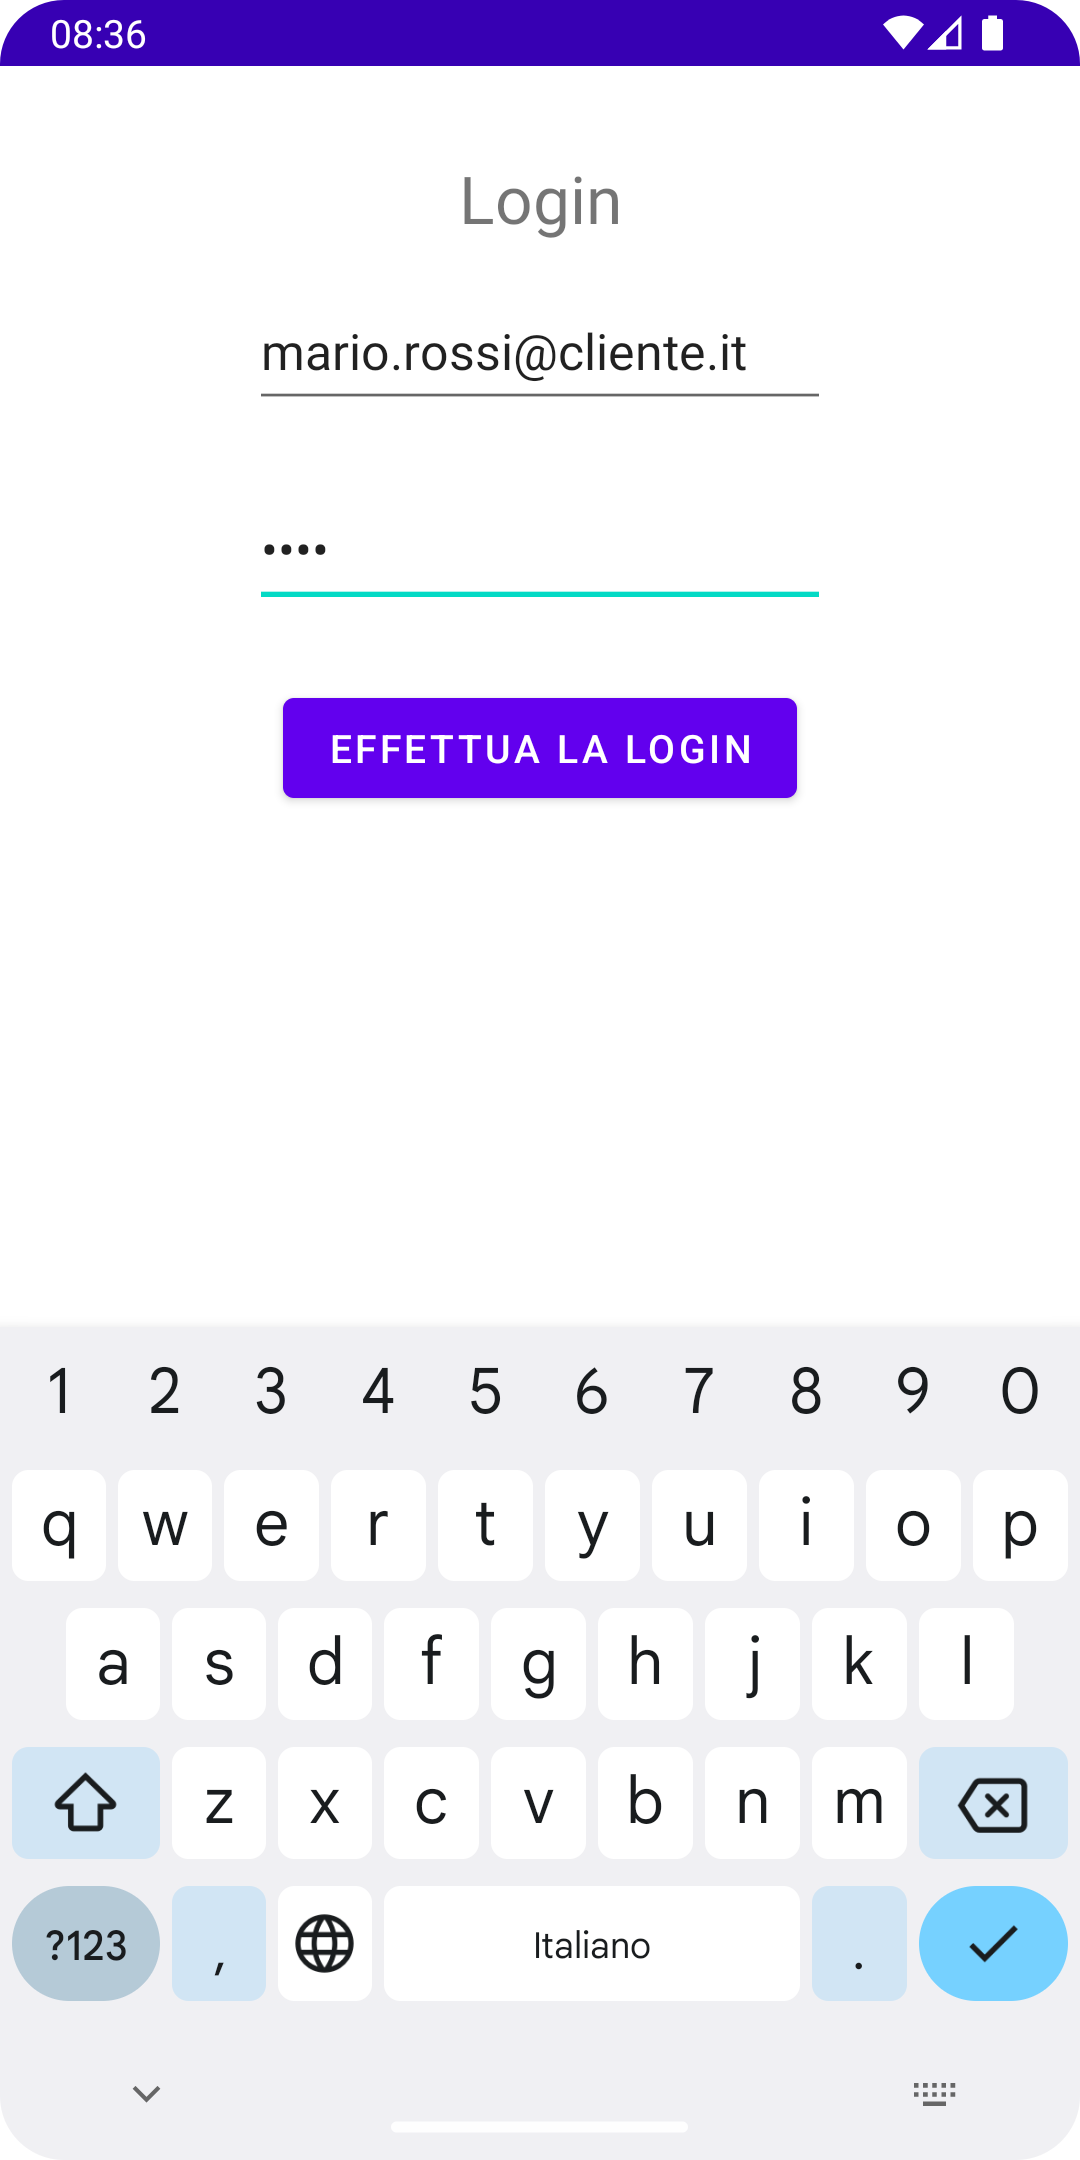 08:36
Login
mario.rossi@cliente.it
••••
EFFETTUA LA LOGIN
1 2 3 4 5 6 7 8 9 0
q w e r t y u i o p
a s d f g h j k l
z x c v b n m
?123 , Italiano .